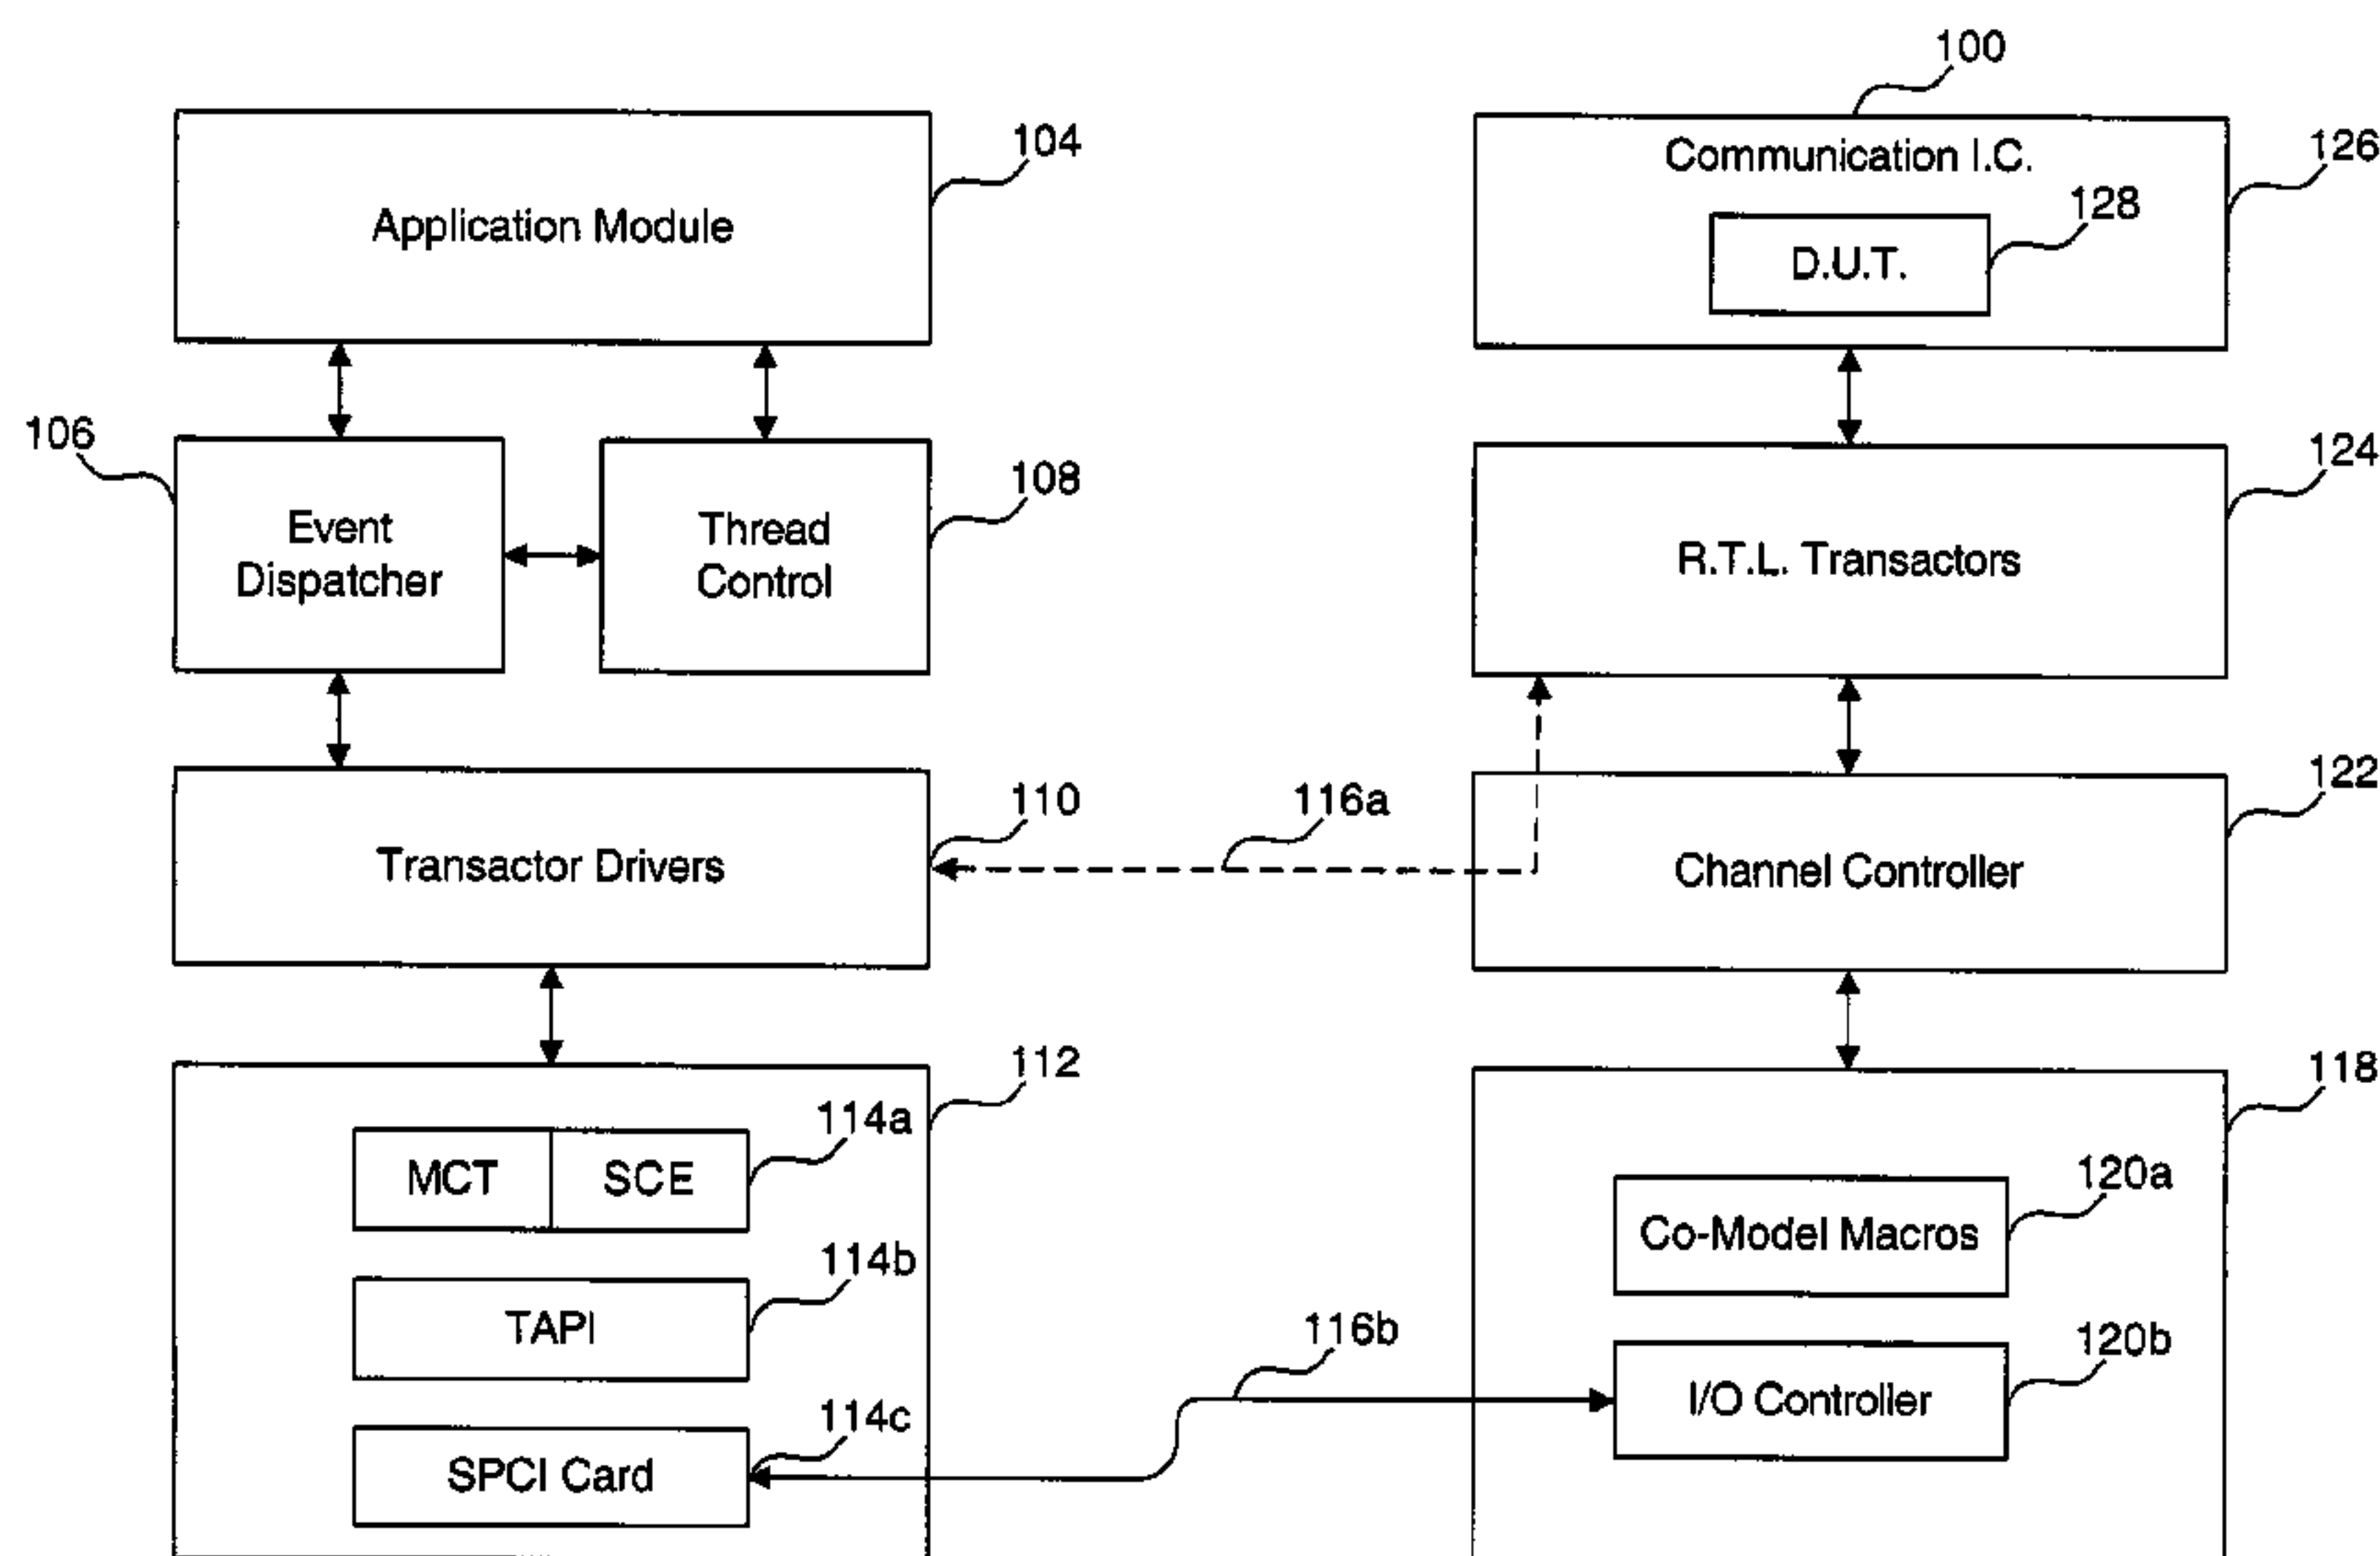 100
Application Module
104
Communication I.C.
126
D.U.T.
128
106
Event
Dispatcher
Thread
Control
108
R.T.L. Transactors
124
Transactor Drivers
110
116a
Channel Controller
122
112
MCT
SCE
114a
TAPI
114b
SPCI Card
114c
116b
118
Co-Model Macros
120a
I/O Controller
120b